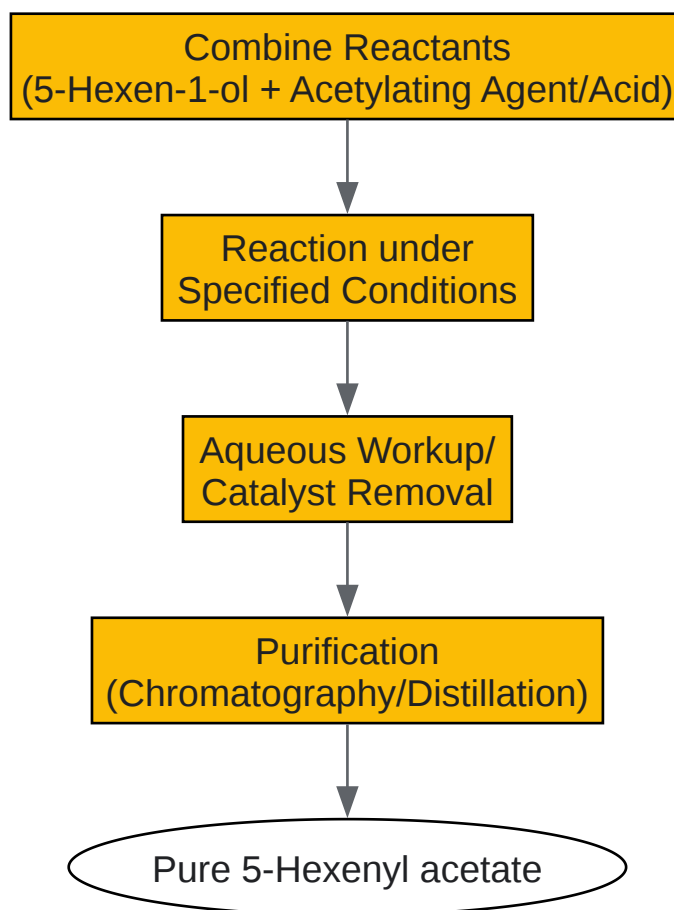 Combine Reactants
(5-Hexen-1-ol + Acetylating Agent/Acid)
Reaction under
Specified Conditions
Aqueous Workup/
Catalyst Removal
Purification
(Chromatography/Distillation)
Pure 5-Hexenyl acetate